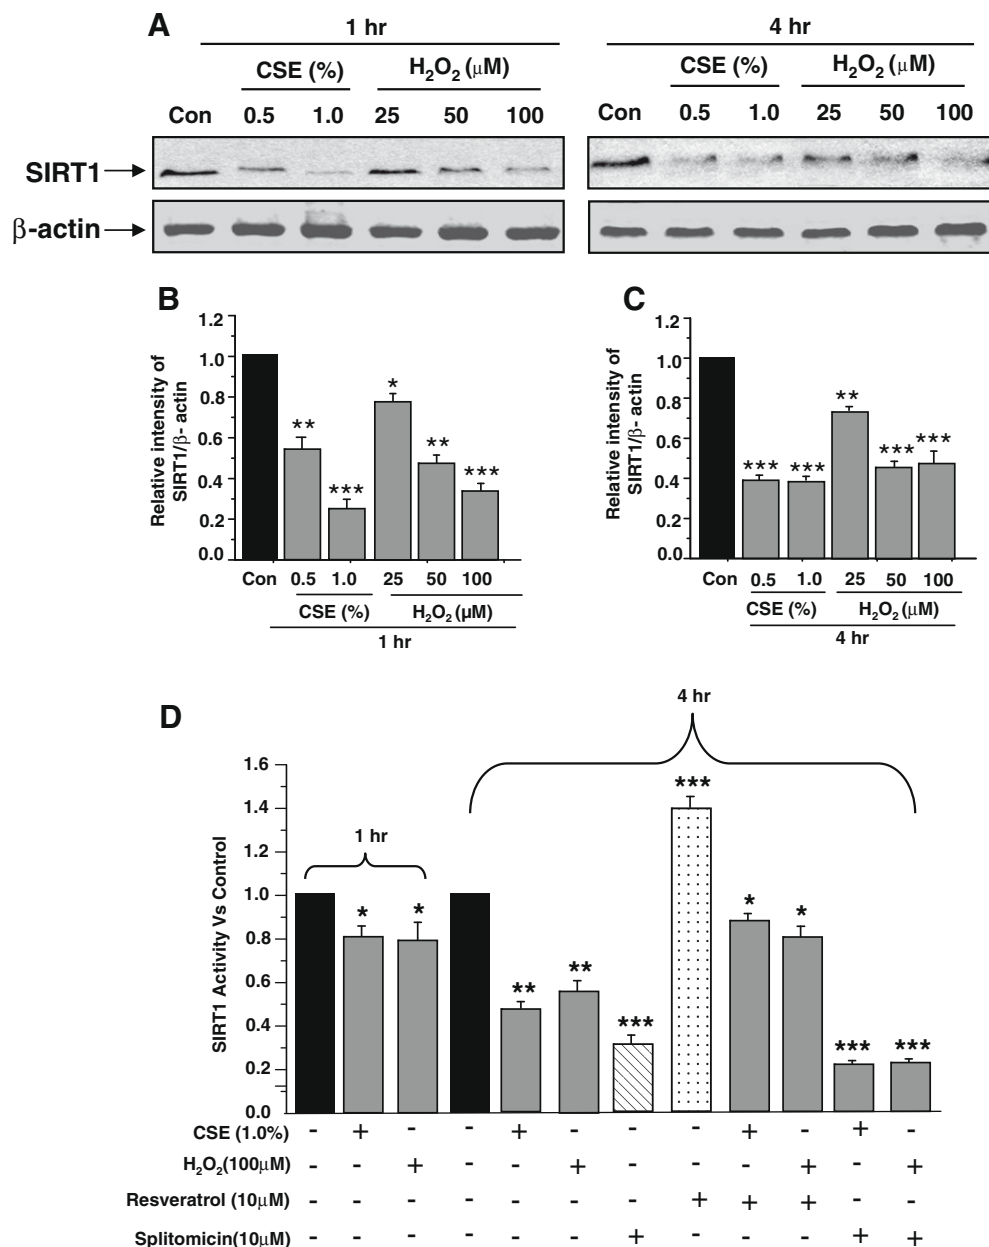 A
1 hr
4 hr
CSE (%)
H₂O₂ (μM)
CSE (%)
H₂O₂ (μM)
Con 0.5 1.0 25 50 100
Con 0.5 1.0 25 50 100
SIRT1
β-actin
B
Relative intensity of
SIRT1/β- actin
1.2
1.0
0.8
0.6
0.4
0.2
0.0
**
***
*
**
***
Con 0.5 1.0 25 50 100
CSE (%) H₂O₂ (μM)
1 hr
C
Relative intensity of
SIRT1/β- actin
1.2
1.0
0.8
0.6
0.4
0.2
0.0
***
***
**
***
***
Con 0.5 1.0 25 50 100
CSE (%) H₂O₂ (μM)
4 hr
D
4 hr
1 hr
SIRT1 Activity Vs Control
1.6
1.4
1.2
1.0
0.8
0.6
0.4
0.2
0.0
* * ** ** *** *** * * *** ***
CSE (1.0%) - + - - + - - - + - + -
H₂O₂(100μM) - - + - - + - - - + - +
Resveratrol (10μM) - - - - - - - + + + - -
Splitomicin(10μM) - - - - - - + - - - + +